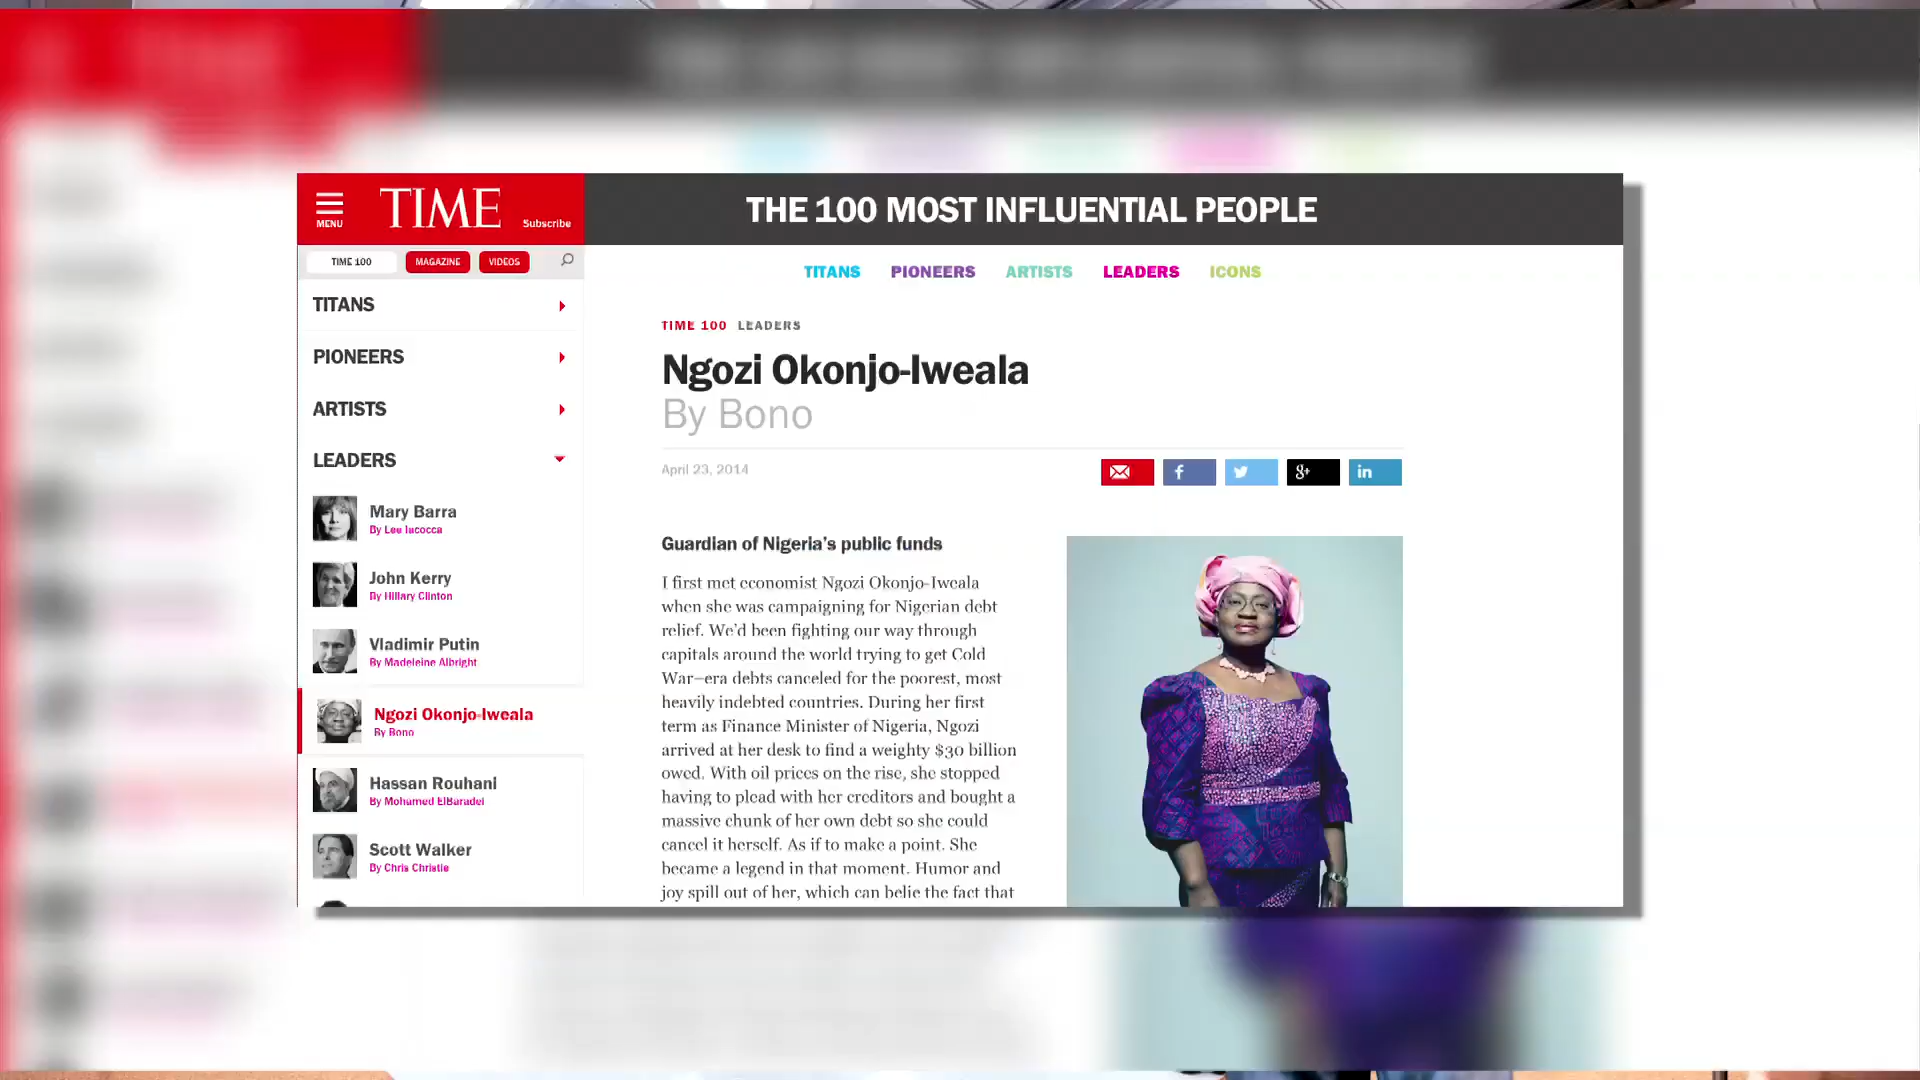 MENU
TIME
Subscribe
THE 100 MOST INFLUENTIAL PEOPLE
TIME 100
MAGAZINE
VIDEOS
TITANS
PIONEERS
ARTISTS
LEADERS
Mary Barra
By Lee Iacocca
John Kerry
By Hillary Clinton
Vladimir Putin
By Madeleine Albright
Ngozi Okonjo-Iweala
By Bono
Hassan Rouhani
By Mohamed ElBaradei
Scott Walker
By Chris Christie
TITANS PIONEERS ARTISTS LEADERS ICONS
TIME 100 LEADERS
Ngozi Okonjo-Iweala
By Bono
April 23, 2014
f
g+
in
Guardian of Nigeria's public funds
I first met economist Ngozi Okonjo-Iweala
when she was campaigning for Nigerian debt
relief. We'd been fighting our way through
capitals around the world trying to get Cold
War–era debts canceled for the poorest, most
heavily indebted countries. During her first
term as Finance Minister of Nigeria, Ngozi
arrived at her desk to find a weighty $30 billion
owed. With oil prices on the rise, she stopped
having to plead with her creditors and bought a
massive chunk of her own debt so she could
cancel it herself. As if to make a point. She
became a legend in that moment. Humor and
joy spill out of her, which can belie the fact that